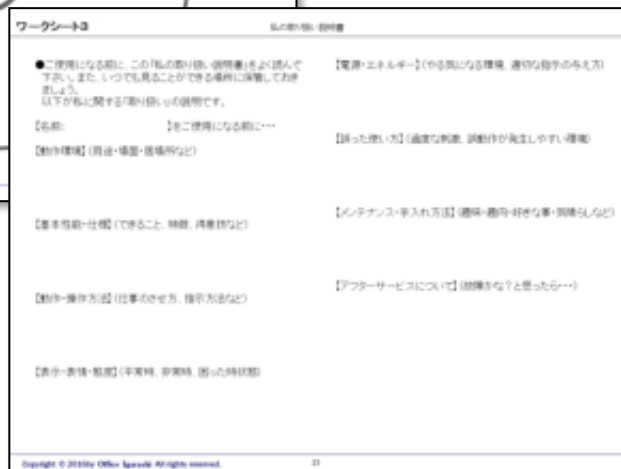 ワークシート3
私の取り扱い説明書
●ご使用になる前に、この「私の取り扱い説明書」をよく読んで
下さい。また、いつでも見ることができる場所に保管しておき
ましょう。
以下が私に関する「取り扱い」の説明です。
【名前: 】をご使用になる前に・・・
【動作環境】(用途・場面・居場所など)
【基本性能・仕様】(できること、特徴、得意技など)
【動作・操作方法】(仕事のさせ方、指示方法など)
【表示・表情・態度】(平常時、非常時、困った時状態)
【電源・エネルギー】(やる気になる環境、適切な指示の与え方)
【誤った使い方】(過度な刺激、誤動作が発生しやすい環境)
【メンテナンス・手入れ方法】(趣味・趣向・好きな事・気晴らしなど)
【アフターサービスについて】(故障かな?と思ったら・・・)
Copyright © 2010by Office Igarashi All rights reserved.
23